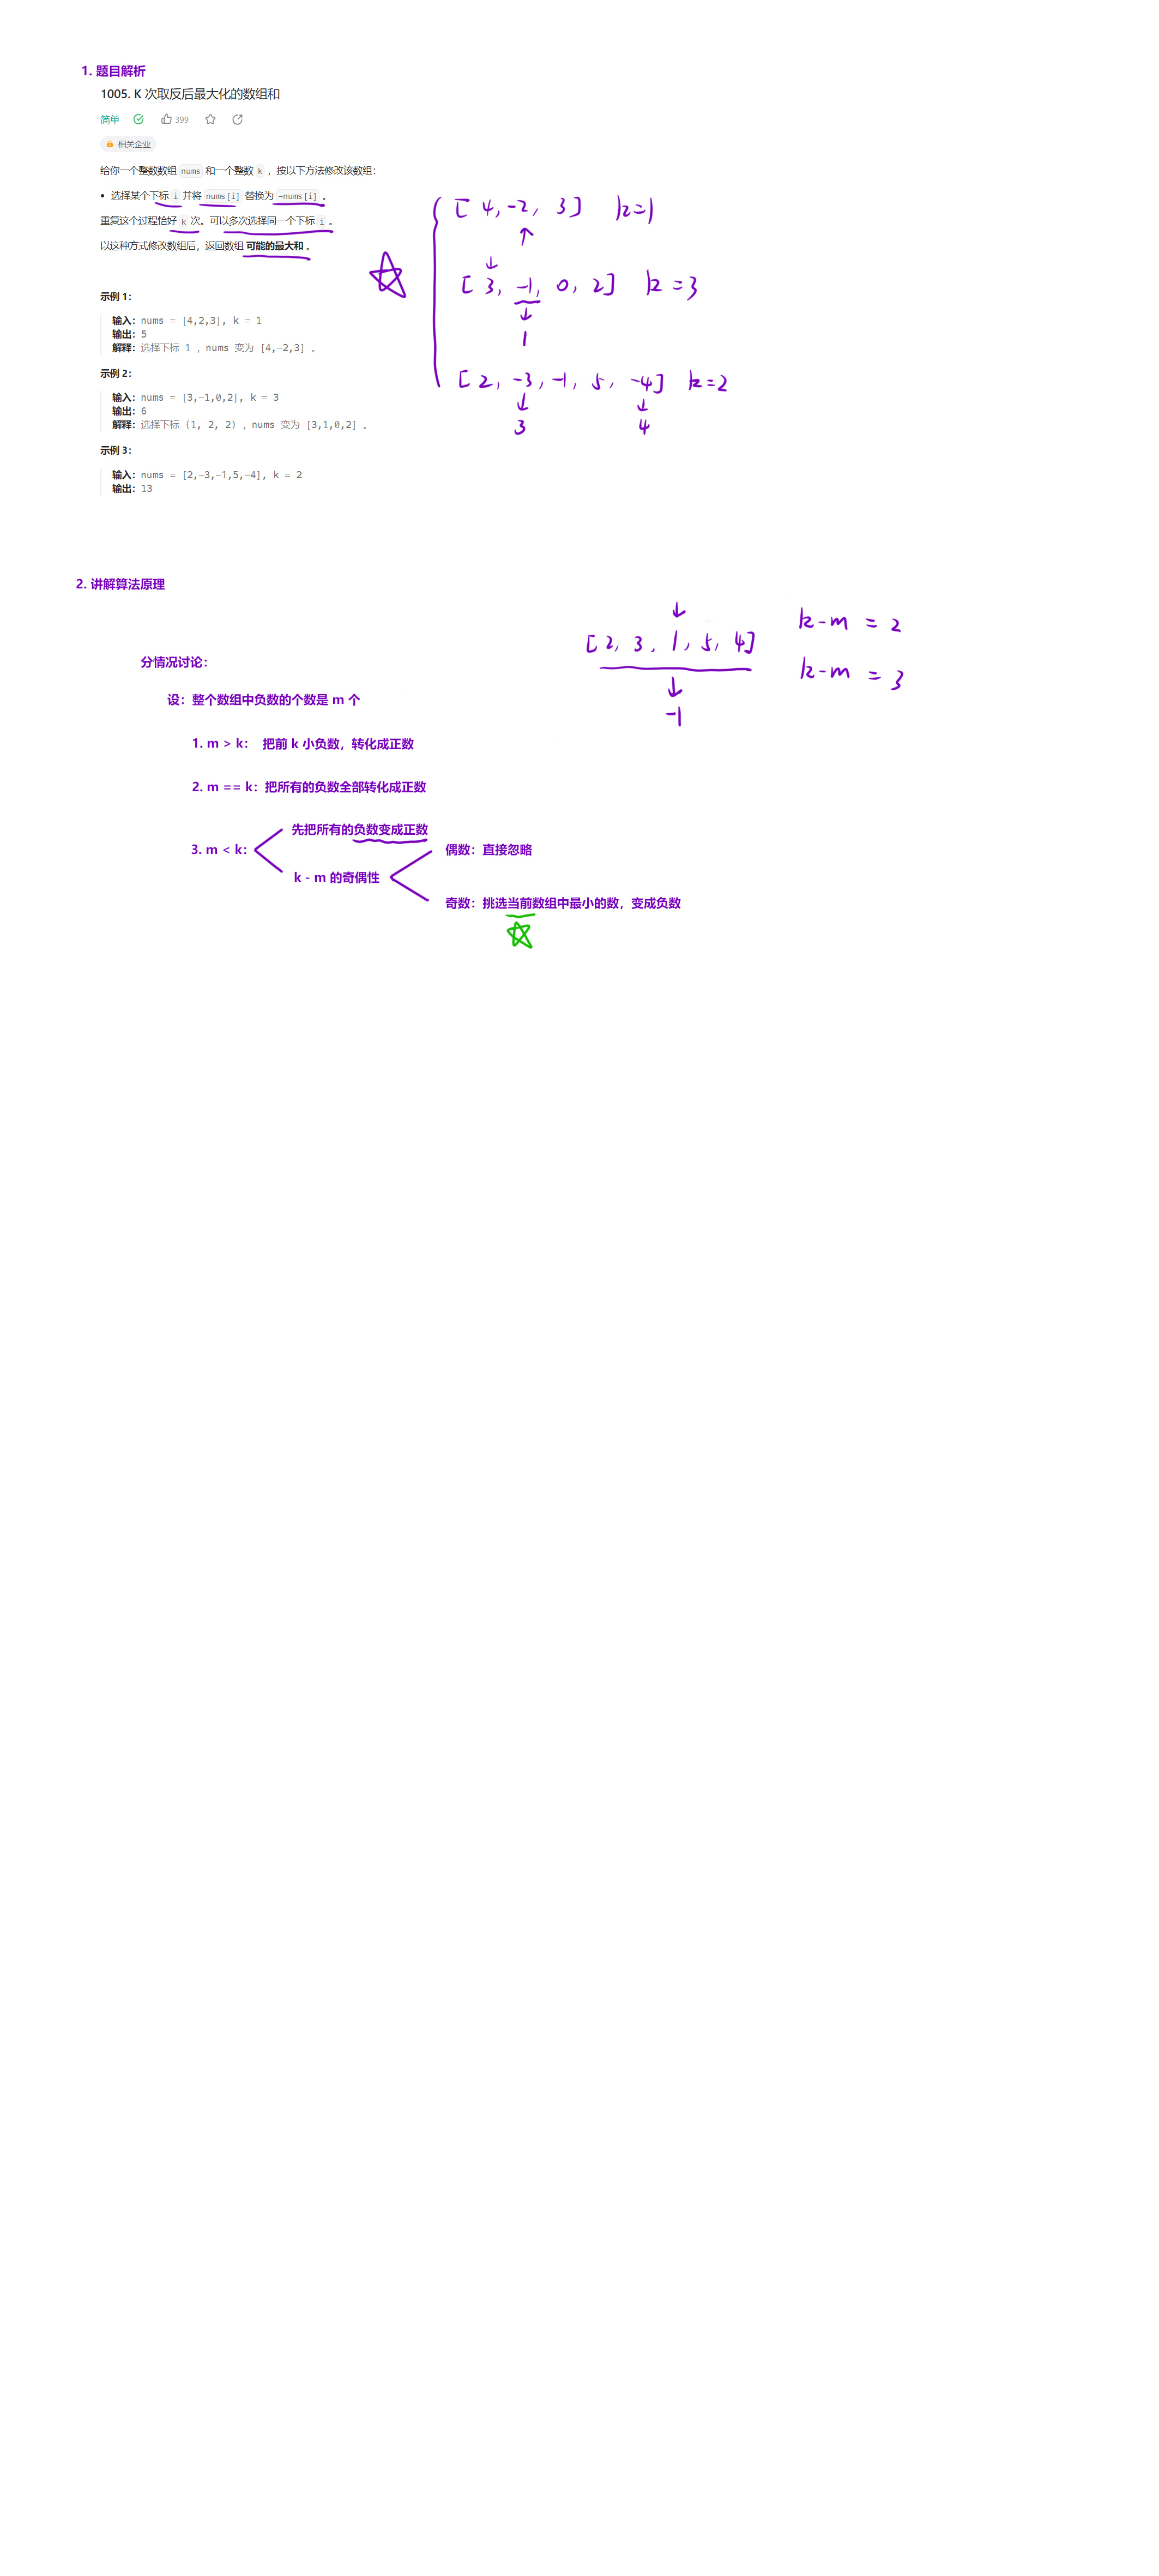 1. 题目解析
1005. K 次取反后最大化的数组和
简单 399
相关企业
给你一个整数数组 nums 和一个整数 k ，按以下方法修改该数组：
• 选择某个下标 i 并将 nums[i] 替换为 -nums[i] 。
重复这个过程恰好 k 次。可以多次选择同一个下标 i 。
以这种方式修改数组后，返回数组 可能的最大和 。
[ 4, -2, 3 ] k=1
[ 3, -1, 0, 2 ] k=3
1
[ 2, -3, -1, 5, -4] k=2
3 4
示例 1：
输入：nums = [4,2,3], k = 1
输出：5
解释：选择下标 1 ，nums 变为 [4,-2,3] 。
示例 2：
输入：nums = [3,-1,0,2], k = 3
输出：6
解释：选择下标 (1, 2, 2) ，nums 变为 [3,1,0,2] 。
示例 3：
输入：nums = [2,-3,-1,5,-4], k = 2
输出：13
2. 讲解算法原理
[ 2, 3, 1, 5, 4] k-m = 2
k-m = 3
-1
分情况讨论：
设：整个数组中负数的个数是 m 个
1. m > k： 把前 k 小负数，转化成正数
2. m == k：把所有的负数全部转化成正数
3. m < k：
先把所有的负数变成正数
k - m 的奇偶性
偶数：直接忽略
奇数：挑选当前数组中最小的数，变成负数